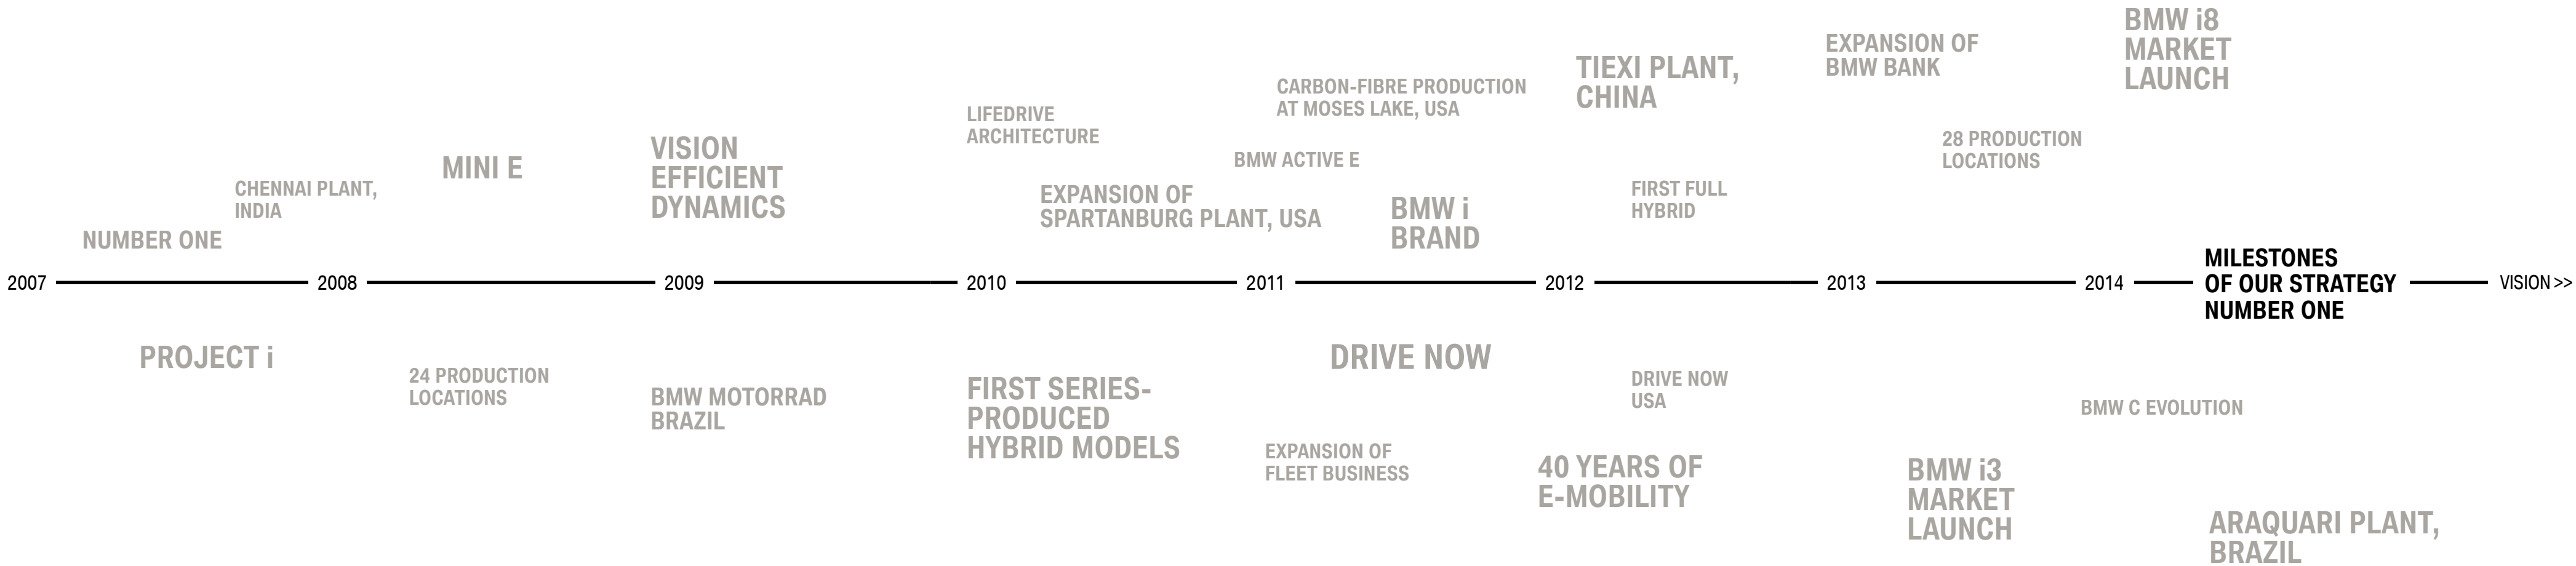 BMW i8
MARKET
LAUNCH
EXPANSION OF
BMW BANK
TIEXI PLANT,
CHINA
CARBON-FIBRE PRODUCTION
AT MOSES LAKE, USA
LIFEDRIVE
ARCHITECTURE
28 PRODUCTION
LOCATIONS
VISION
EFFICIENT
DYNAMICS
MINI E
BMW ACTIVE E
CHENNAI PLANT,
INDIA
EXPANSION OF
SPARTANBURG PLANT, USA
FIRST FULL
HYBRID
BMW i
BRAND
NUMBER ONE
2007
2008
2009
2010
2011
2012
2013
2014
MILESTONES
OF OUR STRATEGY
NUMBER ONE
VISION >>
PROJECT i
DRIVE NOW
24 PRODUCTION
LOCATIONS
BMW MOTORRAD
BRAZIL
FIRST SERIES-
PRODUCED
HYBRID MODELS
DRIVE NOW
USA
BMW C EVOLUTION
EXPANSION OF
FLEET BUSINESS
40 YEARS OF
E-MOBILITY
BMW i3
MARKET
LAUNCH
ARAQUARI PLANT,
BRAZIL